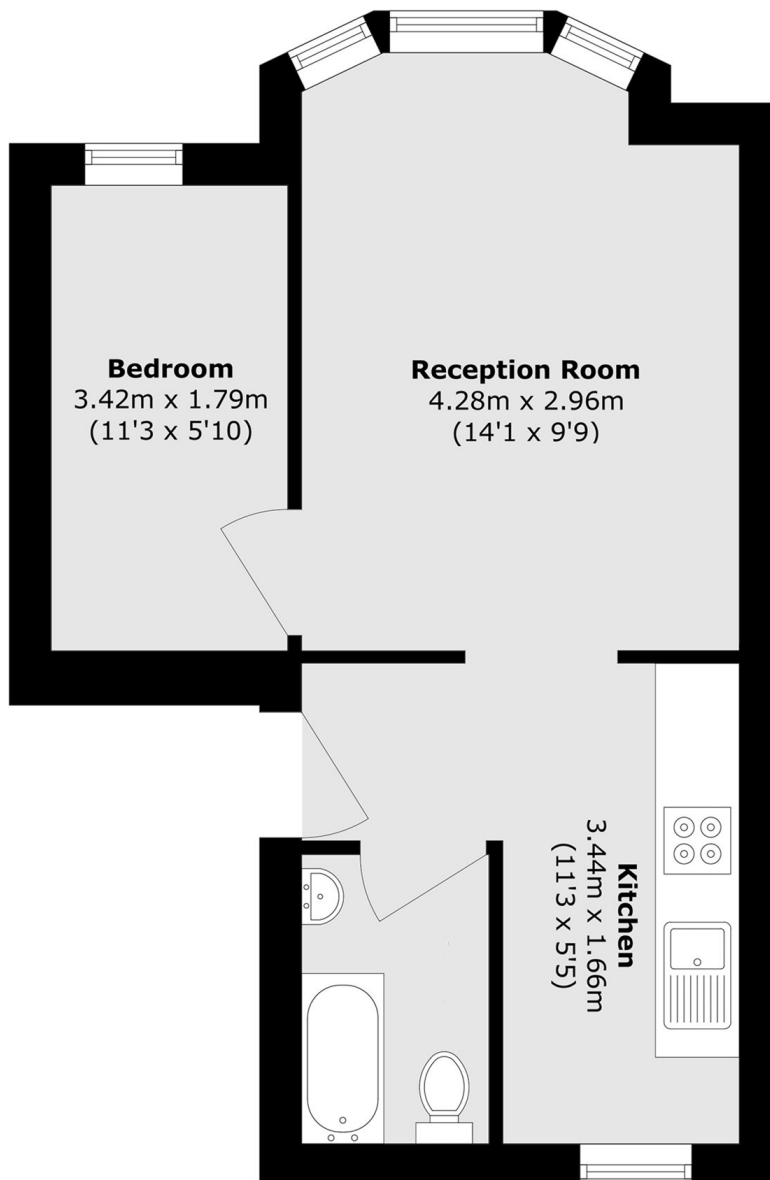 Bedroom
3.42m x 1.79m
(11'3 x 5'10)
Reception Room
4.28m x 2.96m
(14'1 x 9'9)
Kitchen
3.44m x 1.66m
(11'3 x 5'5)